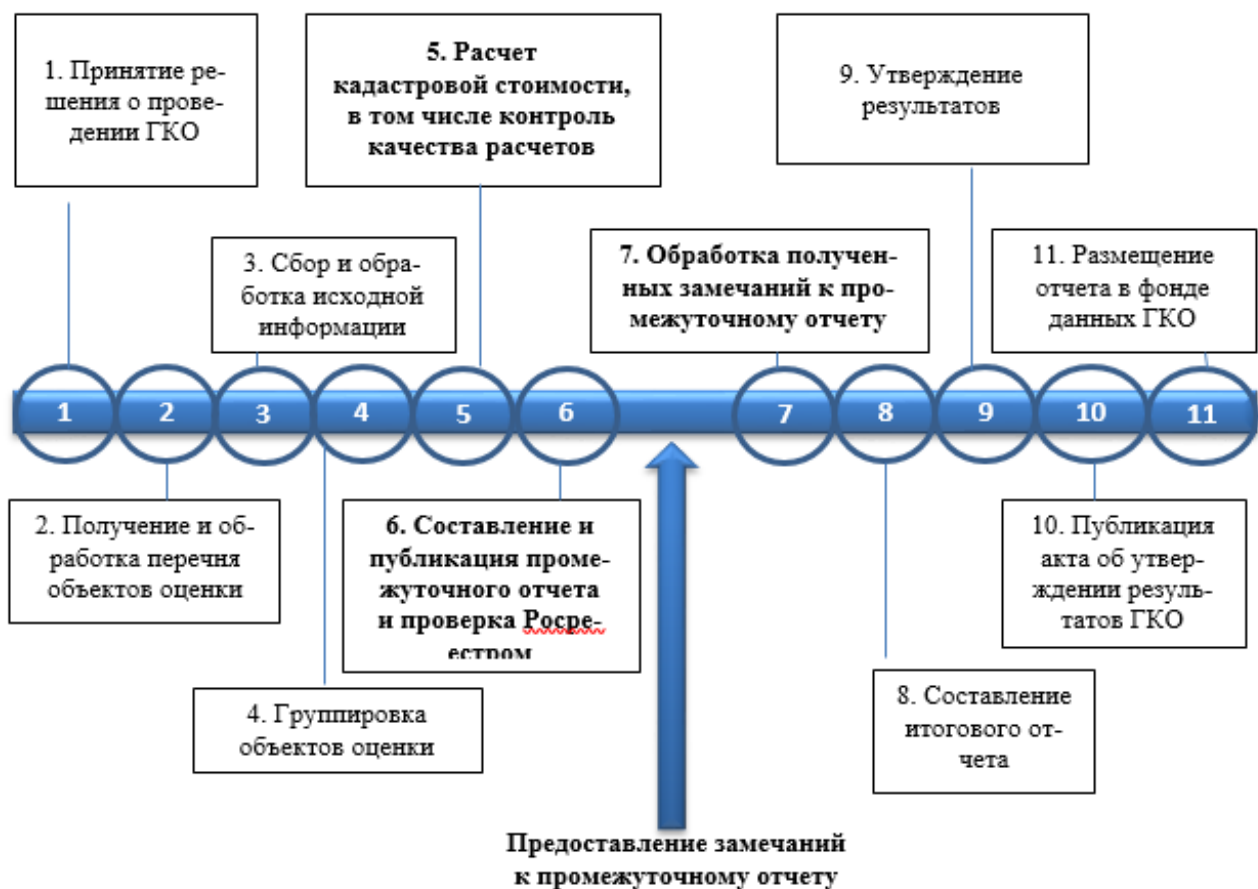 1. Принятие ре-
шения о прове-
дении ГКО
5. Расчет
кадастровой стоимости,
в том числе контроль
качества расчетов
9. Утверждение
результатов
3. Сбор и обра-
ботка исходной
информации
7. Обработка получен-
ных замечаний к про-
межуточному отчету
11. Размещение
отчета в фонде
данных ГКО
1 2 3 4 5 6 7 8 9 10 11
2. Получение и об-
работка перечня
объектов оценки
6. Составление и
публикация проме-
жуточного отчета
и проверка Росре-
естром
10. Публикация
акта об утвер-
ждении резуль-
татов ГКО
4. Группировка
объектов оценки
8. Составление
итогового от-
чета
Предоставление замечаний
к промежуточному отчету